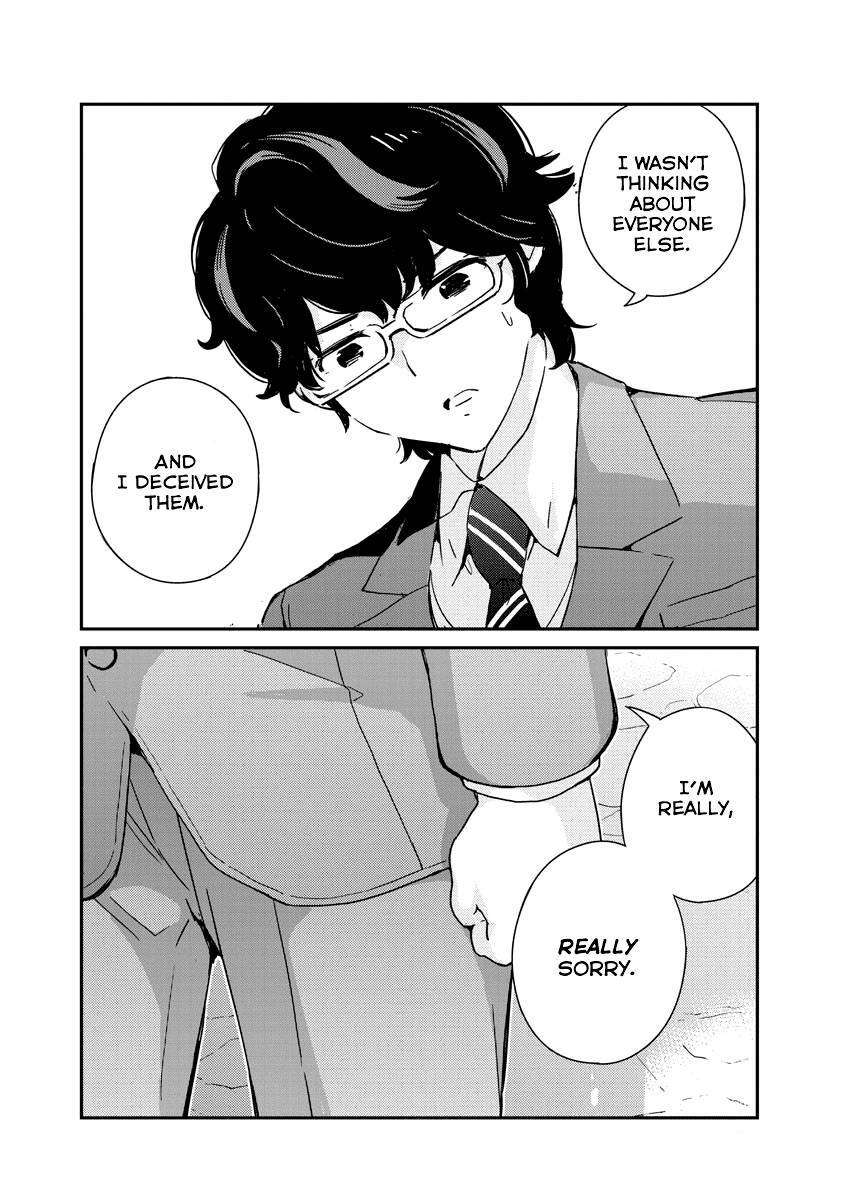 I WASN'T
THINKING
ABOUT
EVERYONE
ELSE.
AND
I DECEIVED
THEM.
I'M
REALLY,
REALLY
SORRY.